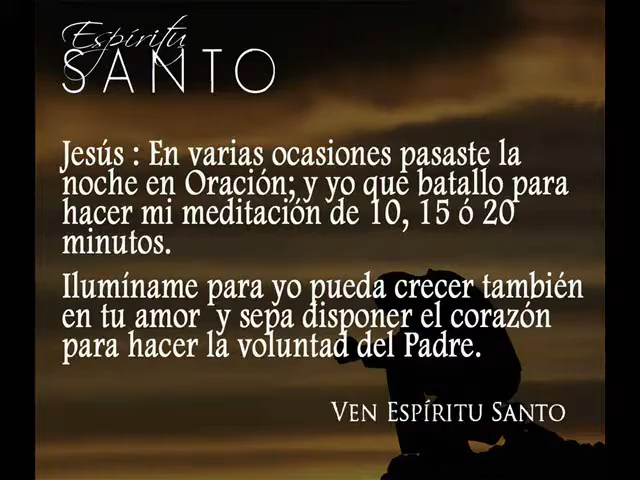 Espíritu
SANTO
Jesús : En varias ocasiones pasaste la
noche en Oración; y yo que batallo para
hacer mi meditación de 10, 15 ó 20
minutos.
Ilumíname para yo pueda crecer también
en tu amor y sepa disponer el corazón
para hacer la voluntad del Padre.
VEN ESPÍRITU SANTO